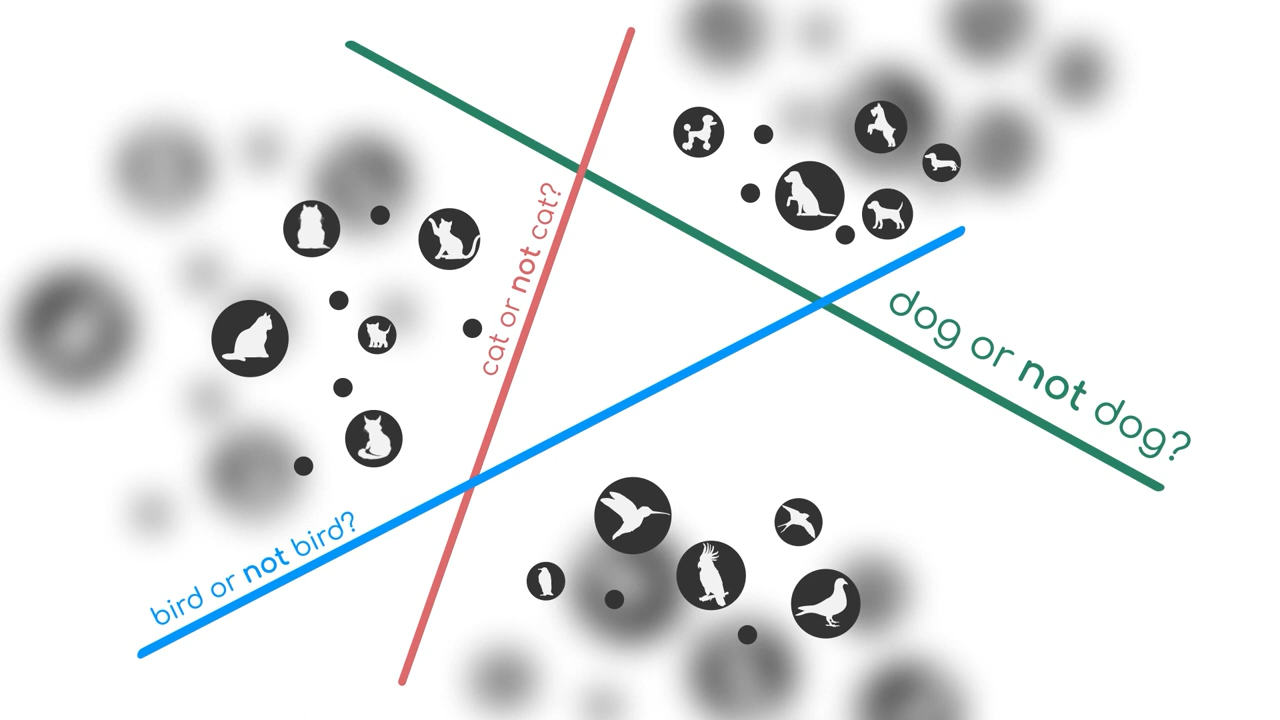 cat or not cat?
dog or not dog?
bird or not bird?